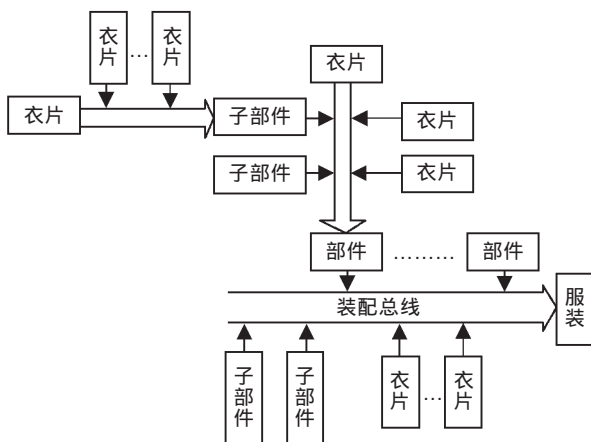 衣片 … 衣片
衣片
衣片
子部件
衣片
子部件
衣片
部件 ……… 部件
装配总线
服装
子部件
子部件
衣片 … 衣片